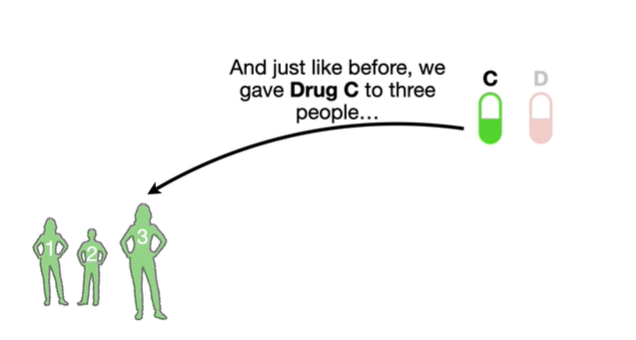 And just like before, we
gave Drug C to three
people...
C D
1 2 3